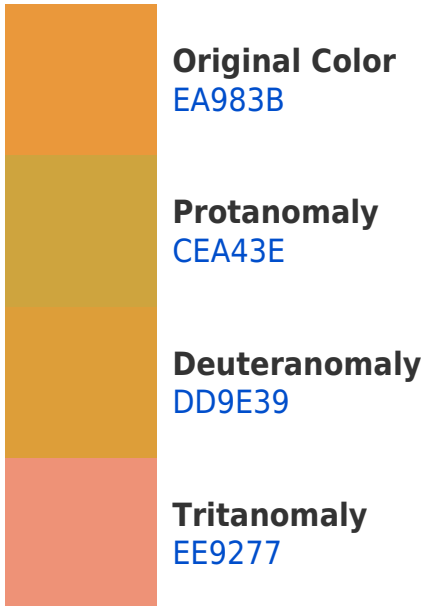 Original Color
EA983B
Protanomaly
CEA43E
Deuteranomaly
DD9E39
Tritanomaly
EE9277